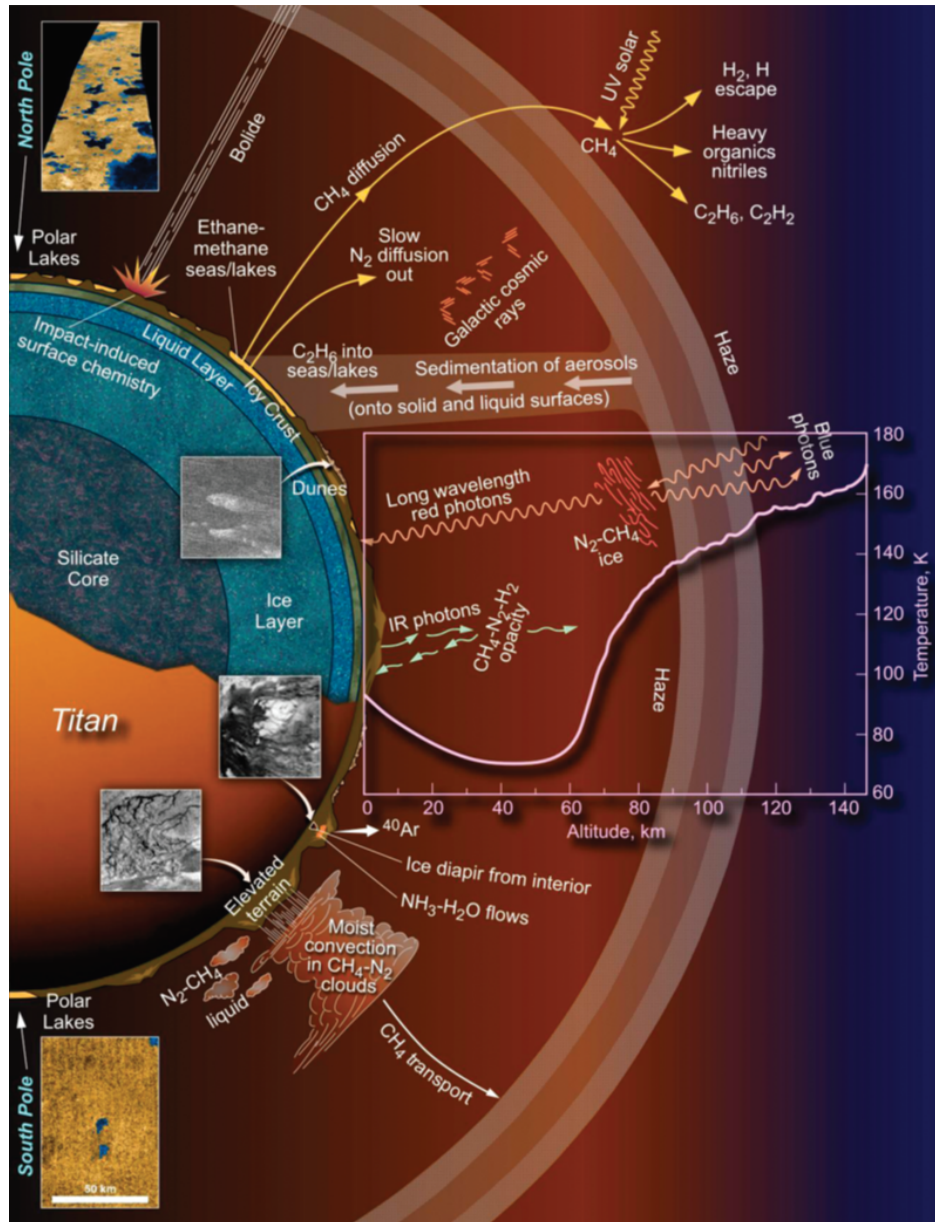 North Pole
Polar
Lakes
Bolide
Ethane-
methane
seas/lakes
CH4 diffusion
Slow
N2 diffusion
out
UV solar
CH4
H2, H
escape
Heavy
organics
nitriles
C2H6, C2H2
Galactic cosmic
rays
Haze
Impact-induced
surface chemistry
Liquid Layer
Icy Crust
C2H6 into
seas/lakes
Sedimentation of aerosols
(onto solid and liquid surfaces)
Dunes
Silicate
Core
Ice
Layer
Titan
Long wavelength
red photons
N2-CH4
ice
Blue
photons
IR photons
CH4-N2-H2
opacity
Haze
180
160
140
120
100
80
60
Temperature, K
0
20
40
60
80
100
120
140
Altitude, km
40Ar
Ice diapir from interior
NH3-H2O flows
Elevated
terrain
Moist
convection
in CH4-N2
clouds
N2-CH4
liquid
CH4 transport
Polar
Lakes
South Pole
50 km